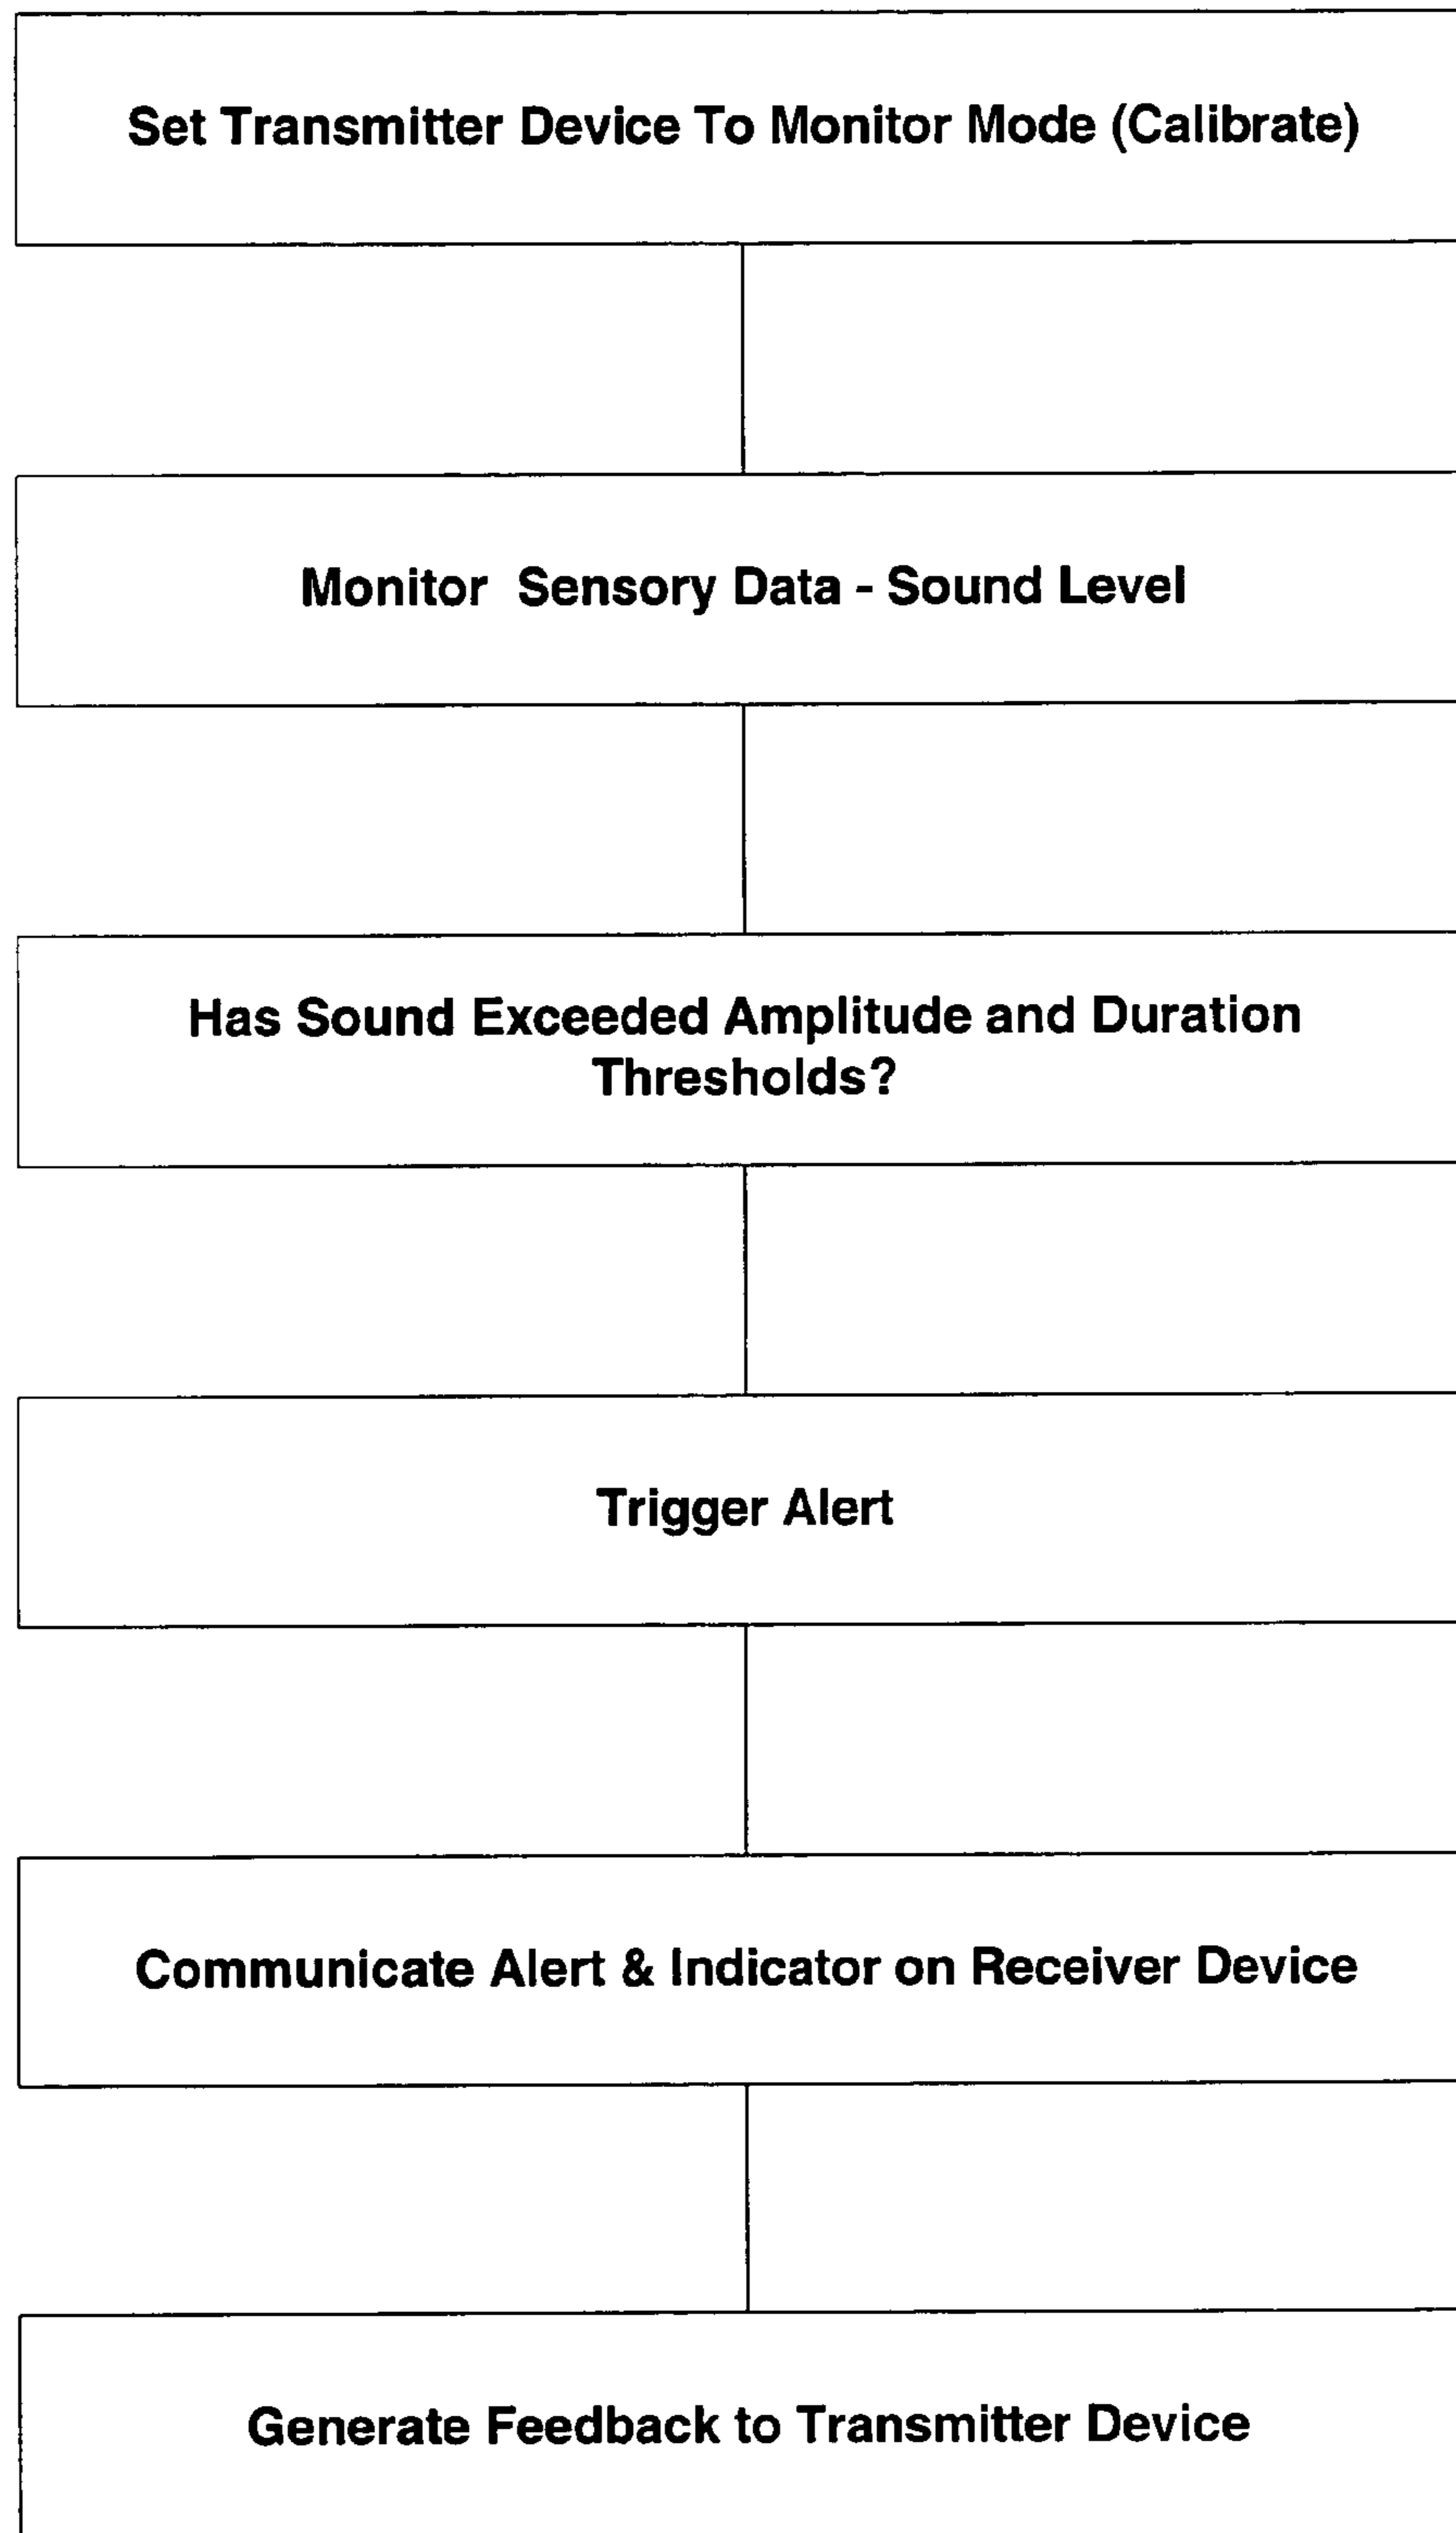 Set Transmitter Device To Monitor Mode (Calibrate)
Monitor Sensory Data - Sound Level
Has Sound Exceeded Amplitude and Duration
Thresholds?
Trigger Alert
Communicate Alert & Indicator on Receiver Device
Generate Feedback to Transmitter Device